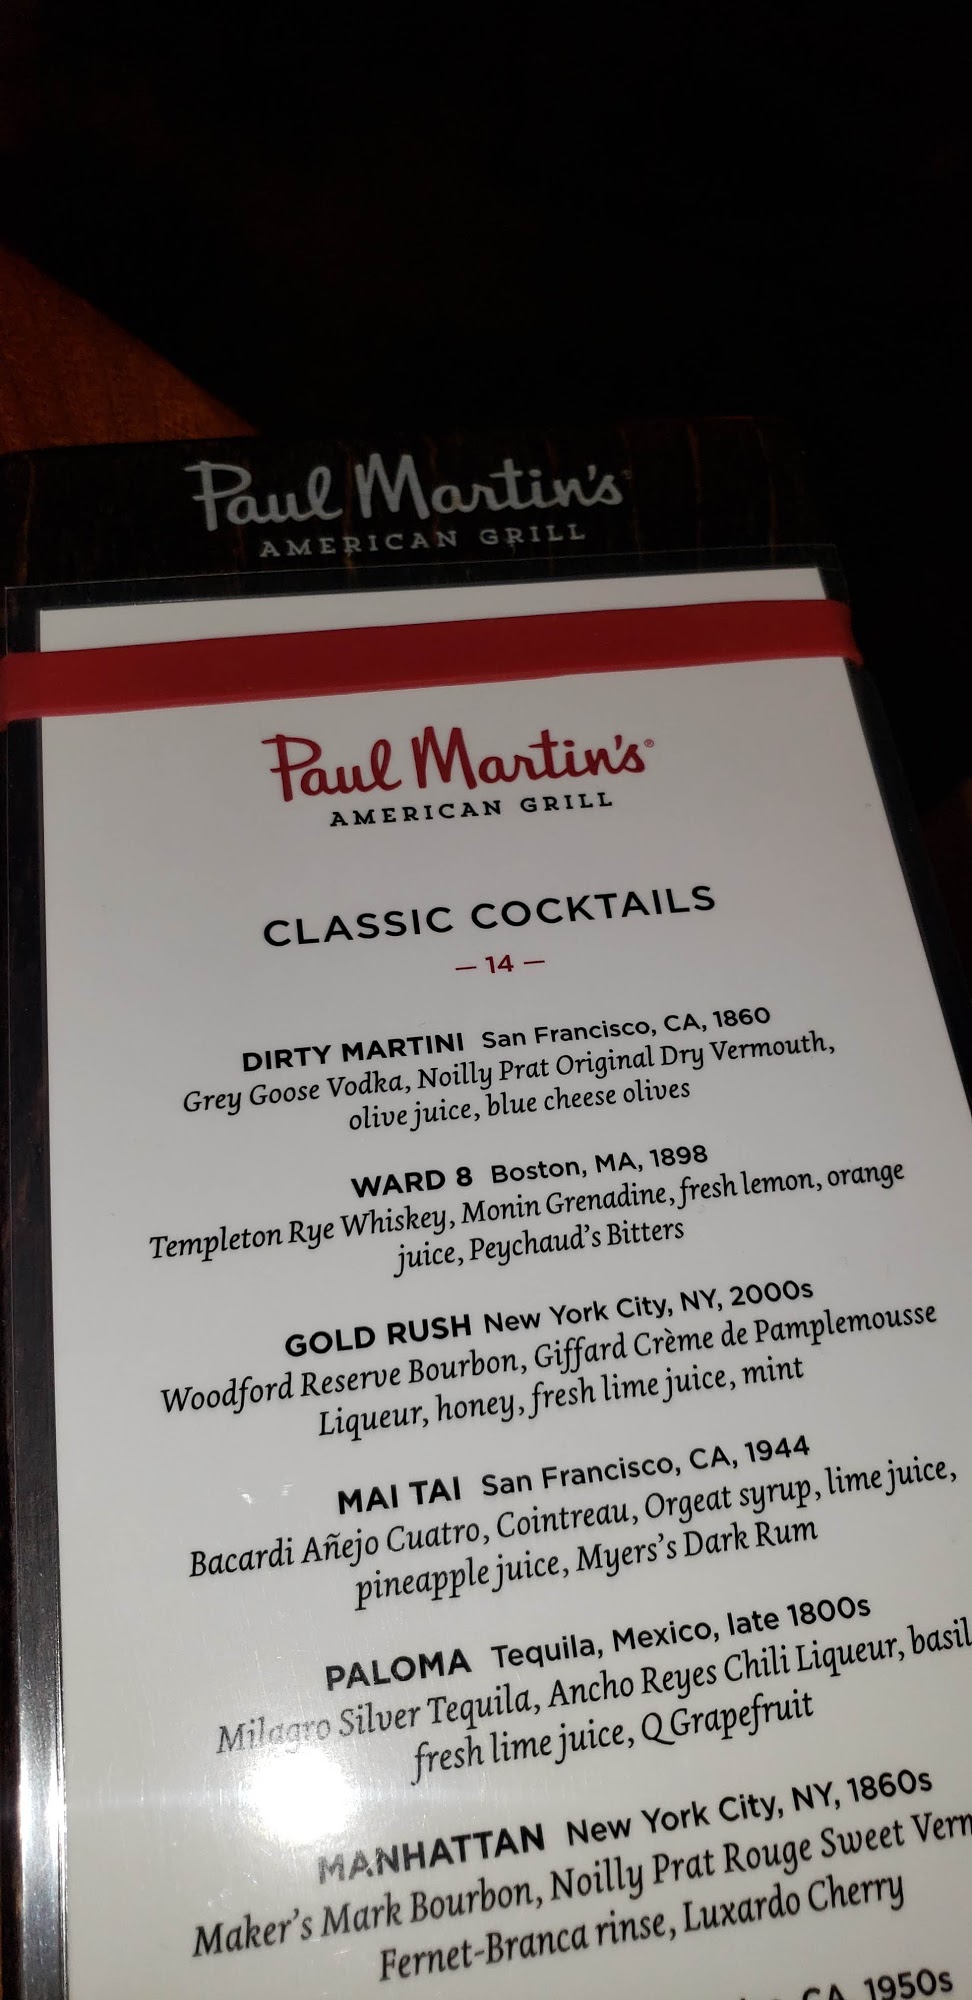 Paul Martin's
AMERICAN GRILL
Paul Martin's®
AMERICAN GRILL
CLASSIC COCKTAILS
— 14 —
DIRTY MARTINI San Francisco, CA, 1860
Grey Goose Vodka, Noilly Prat Original Dry Vermouth,
olive juice, blue cheese olives
WARD 8 Boston, MA, 1898
Templeton Rye Whiskey, Monin Grenadine, fresh lemon, orange
juice, Peychaud's Bitters
GOLD RUSH New York City, NY, 2000s
Woodford Reserve Bourbon, Giffard Crème de Pamplemousse
Liqueur, honey, fresh lime juice, mint
MAI TAI San Francisco, CA, 1944
Bacardi Añejo Cuatro, Cointreau, Orgeat syrup, lime juice,
pineapple juice, Myers's Dark Rum
PALOMA Tequila, Mexico, late 1800s
Milagro Silver Tequila, Ancho Reyes Chili Liqueur, basil
fresh lime juice, Q Grapefruit
MANHATTAN New York City, NY, 1860s
Maker's Mark Bourbon, Noilly Prat Rouge Sweet
Fernet-Branca rinse, Luxardo Cherry
CA, 1950s